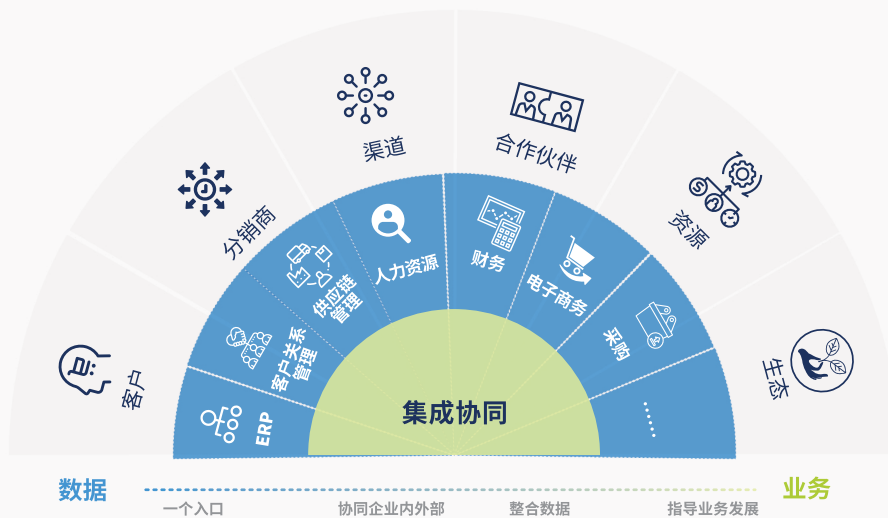 渠道
合作伙伴
分销商
资源
客户
生态
人力资源
财务
供应链
管理
电子商务
客户关系
管理
采购
ERP
……
集成协同
数据
业务
一个入口
协同企业内外部
整合数据
指导业务发展